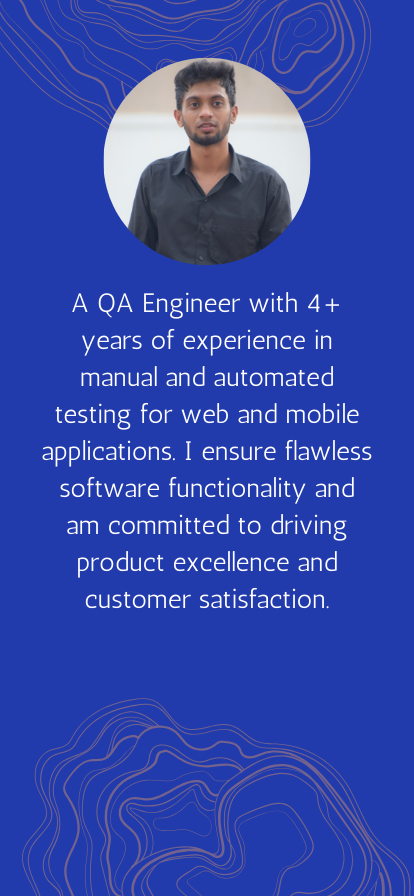 A QA Engineer with 4+
years of experience in
manual and automated
testing for web and mobile
applications. I ensure flawless
software functionality and
am committed to driving
product excellence and
customer satisfaction.